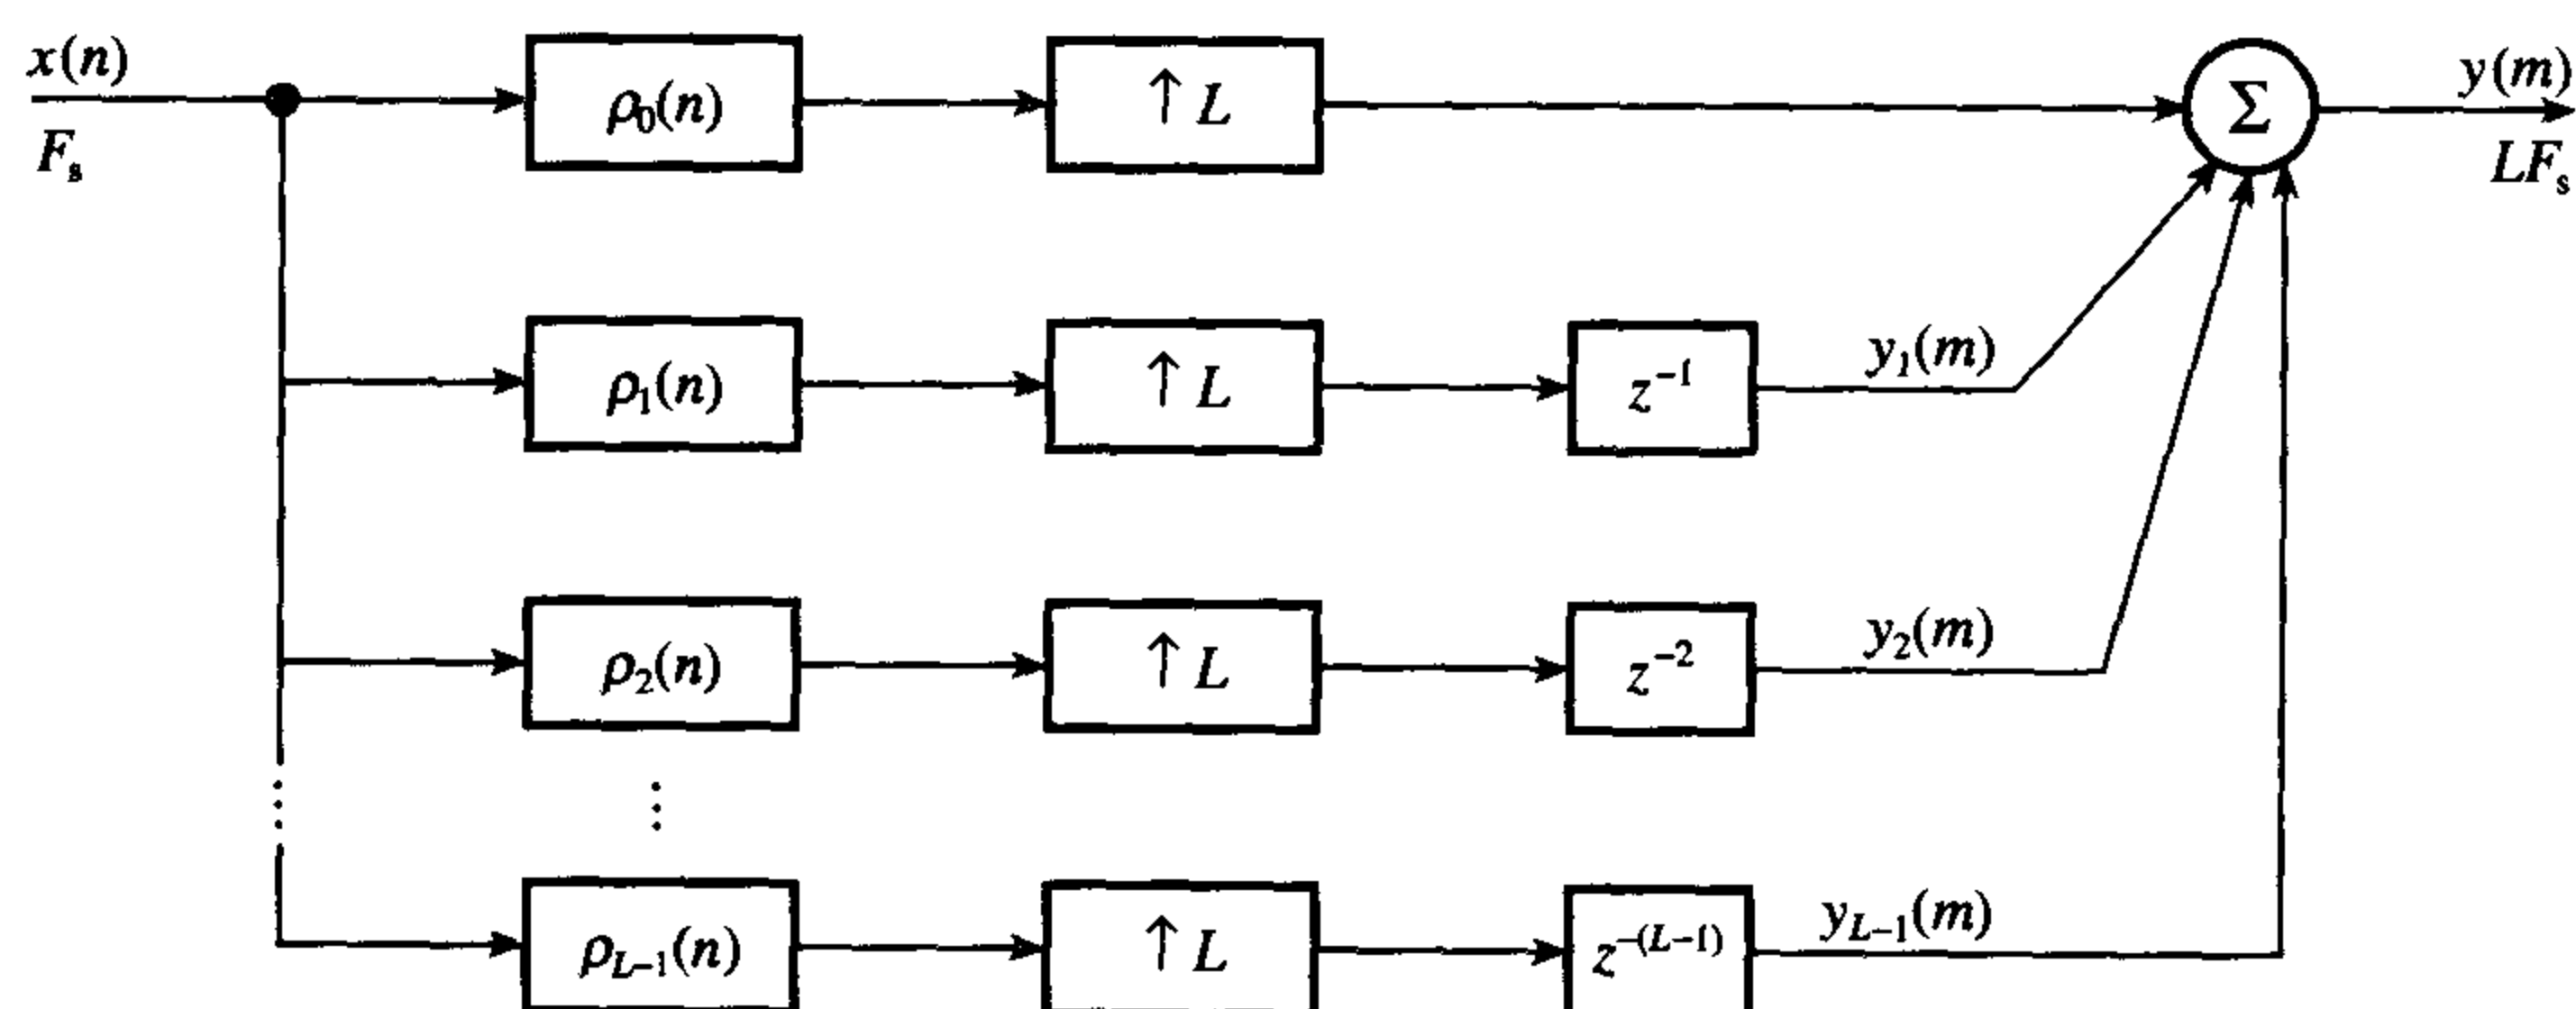 x(n)
F_s
ρ_0(n)
↑L
Σ
y(m)
LF_s
ρ_1(n)
↑L
z^{-1}
y_1(m)
ρ_2(n)
↑L
z^{-2}
y_2(m)
ρ_{L-1}(n)
↑L
z^{-(L-1)}
y_{L-1}(m)